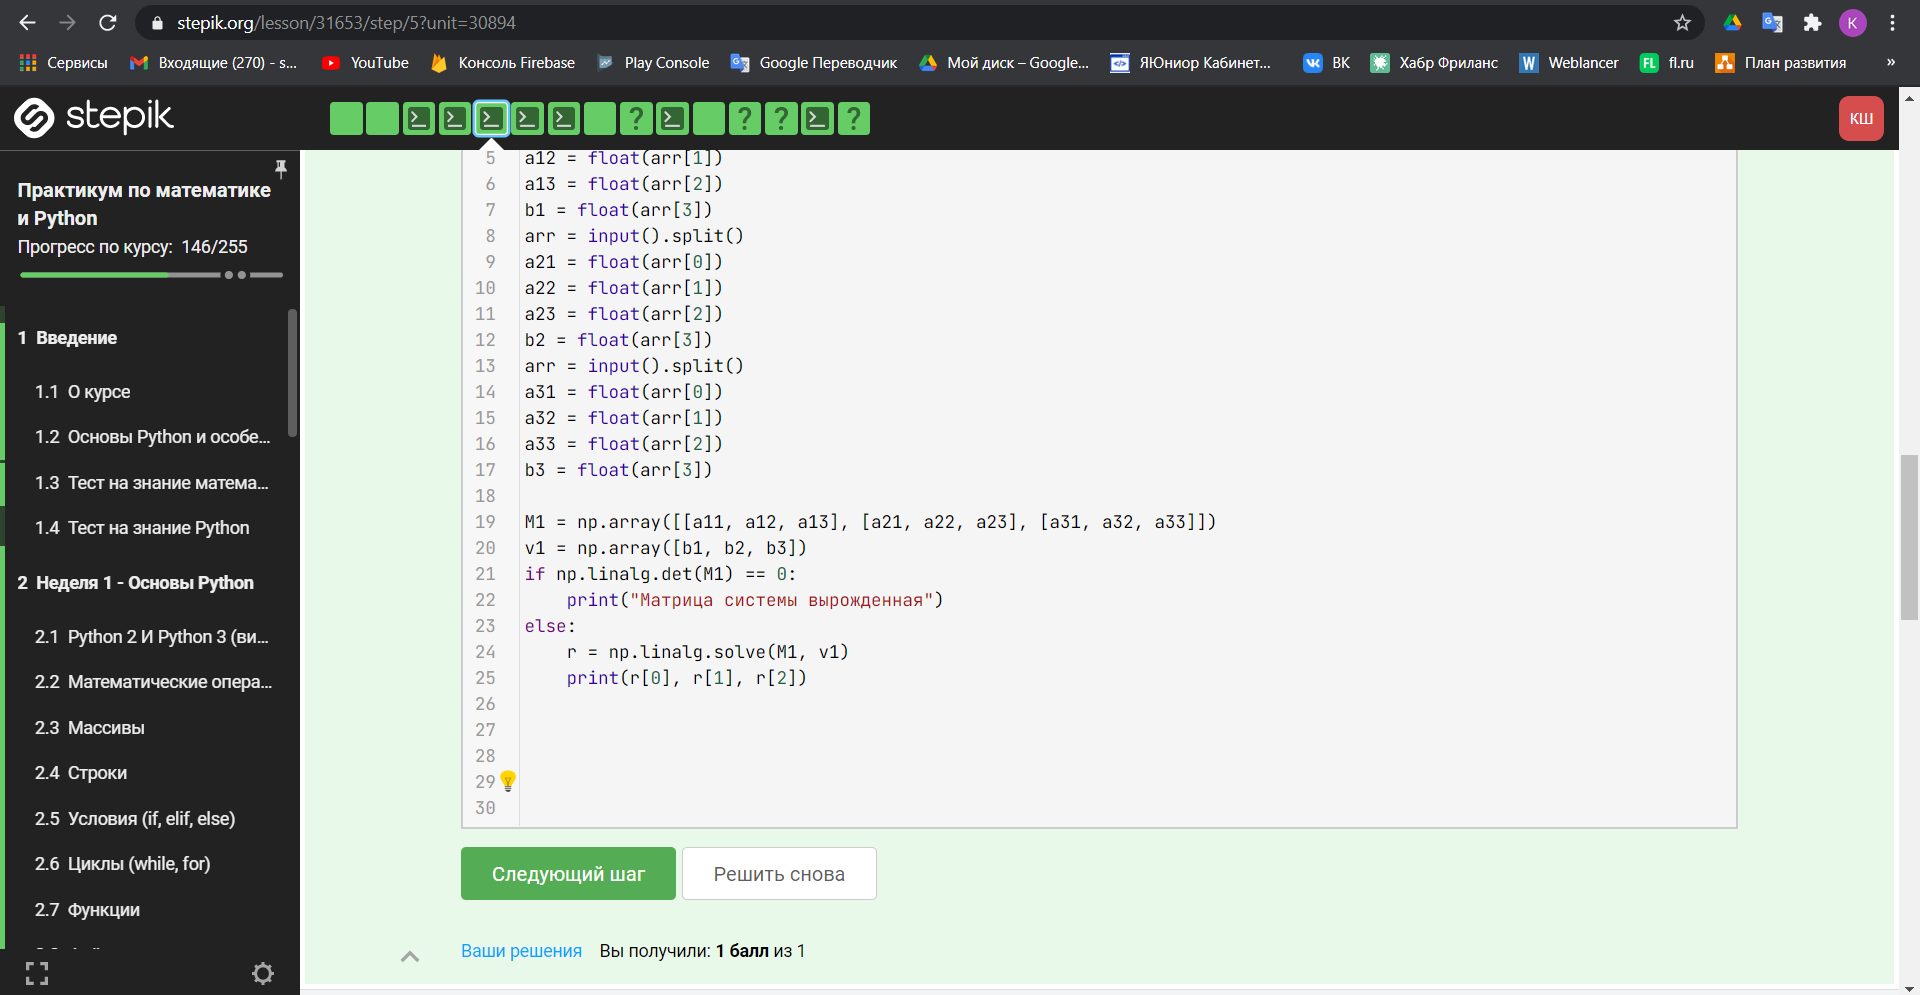 stepik.org/lesson/31653/step/5?unit=30894
K
Сервисы
Входящие (270) - s...
YouTube
Консоль Firebase
Play Console
Google Переводчик
Мой диск – Google...
ЯЮниор Кабинет...
ВК
Хабр Фриланс
W Weblancer
FL fl.ru
План развития
»
stepik
? ? ? ?
КШ
Практикум по математике
и Python
Прогресс по курсу: 146/255
1 Введение
1.1 О курсе
1.2 Основы Python и особе...
1.3 Тест на знание матема...
1.4 Тест на знание Python
2 Неделя 1 - Основы Python
2.1 Python 2 И Python 3 (ви...
2.2 Математические опера...
2.3 Массивы
2.4 Строки
2.5 Условия (if, elif, else)
2.6 Циклы (while, for)
2.7 Функции
5 a12 = float(arr[1])
6 a13 = float(arr[2])
7 b1 = float(arr[3])
8 arr = input().split()
9 a21 = float(arr[0])
10 a22 = float(arr[1])
11 a23 = float(arr[2])
12 b2 = float(arr[3])
13 arr = input().split()
14 a31 = float(arr[0])
15 a32 = float(arr[1])
16 a33 = float(arr[2])
17 b3 = float(arr[3])
18
19 M1 = np.array([[a11, a12, a13], [a21, a22, a23], [a31, a32, a33]])
20 v1 = np.array([b1, b2, b3])
21 if np.linalg.det(M1) == 0:
22     print("Матрица системы вырожденная")
23 else:
24     r = np.linalg.solve(M1, v1)
25     print(r[0], r[1], r[2])
26
27
28
29
30
Следующий шаг
Решить снова
Ваши решения Вы получили: 1 балл из 1